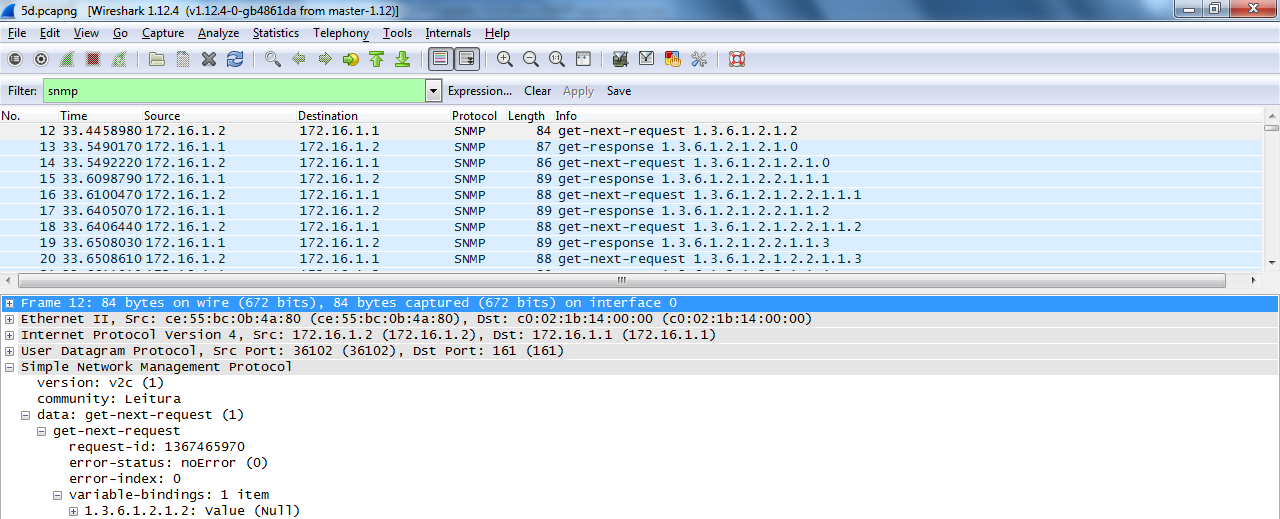 5d.pcapng [Wireshark 1.12.4 (v1.12.4-0-gb4861da from master-1.12)]
File Edit View Go Capture Analyze Statistics Telephony Tools Internals Help
Filter: snmp Expression... Clear Apply Save
No. Time Source Destination Protocol Length Info
12 33.4458980 172.16.1.2 172.16.1.1 SNMP 84 get-next-request 1.3.6.1.2.1.2
13 33.5490170 172.16.1.1 172.16.1.2 SNMP 87 get-response 1.3.6.1.2.1.2.1.0
14 33.5492220 172.16.1.2 172.16.1.1 SNMP 86 get-next-request 1.3.6.1.2.1.2.1.0
15 33.6098790 172.16.1.1 172.16.1.2 SNMP 89 get-response 1.3.6.1.2.1.2.2.1.1.1
16 33.6100470 172.16.1.2 172.16.1.1 SNMP 88 get-next-request 1.3.6.1.2.1.2.2.1.1.1
17 33.6405070 172.16.1.1 172.16.1.2 SNMP 89 get-response 1.3.6.1.2.1.2.2.1.1.2
18 33.6406440 172.16.1.2 172.16.1.1 SNMP 88 get-next-request 1.3.6.1.2.1.2.2.1.1.2
19 33.6508030 172.16.1.1 172.16.1.2 SNMP 89 get-response 1.3.6.1.2.1.2.2.1.1.3
20 33.6508610 172.16.1.2 172.16.1.1 SNMP 88 get-next-request 1.3.6.1.2.1.2.2.1.1.3
Frame 12: 84 bytes on wire (672 bits), 84 bytes captured (672 bits) on interface 0
Ethernet II, Src: ce:55:bc:0b:4a:80 (ce:55:bc:0b:4a:80), Dst: c0:02:1b:14:00:00 (c0:02:1b:14:00:00)
Internet Protocol Version 4, Src: 172.16.1.2 (172.16.1.2), Dst: 172.16.1.1 (172.16.1.1)
User Datagram Protocol, Src Port: 36102 (36102), Dst Port: 161 (161)
Simple Network Management Protocol
version: v2c (1)
community: Leitura
data: get-next-request (1)
get-next-request
request-id: 1367465970
error-status: noError (0)
error-index: 0
variable-bindings: 1 item
1.3.6.1.2.1.2: Value (Null)